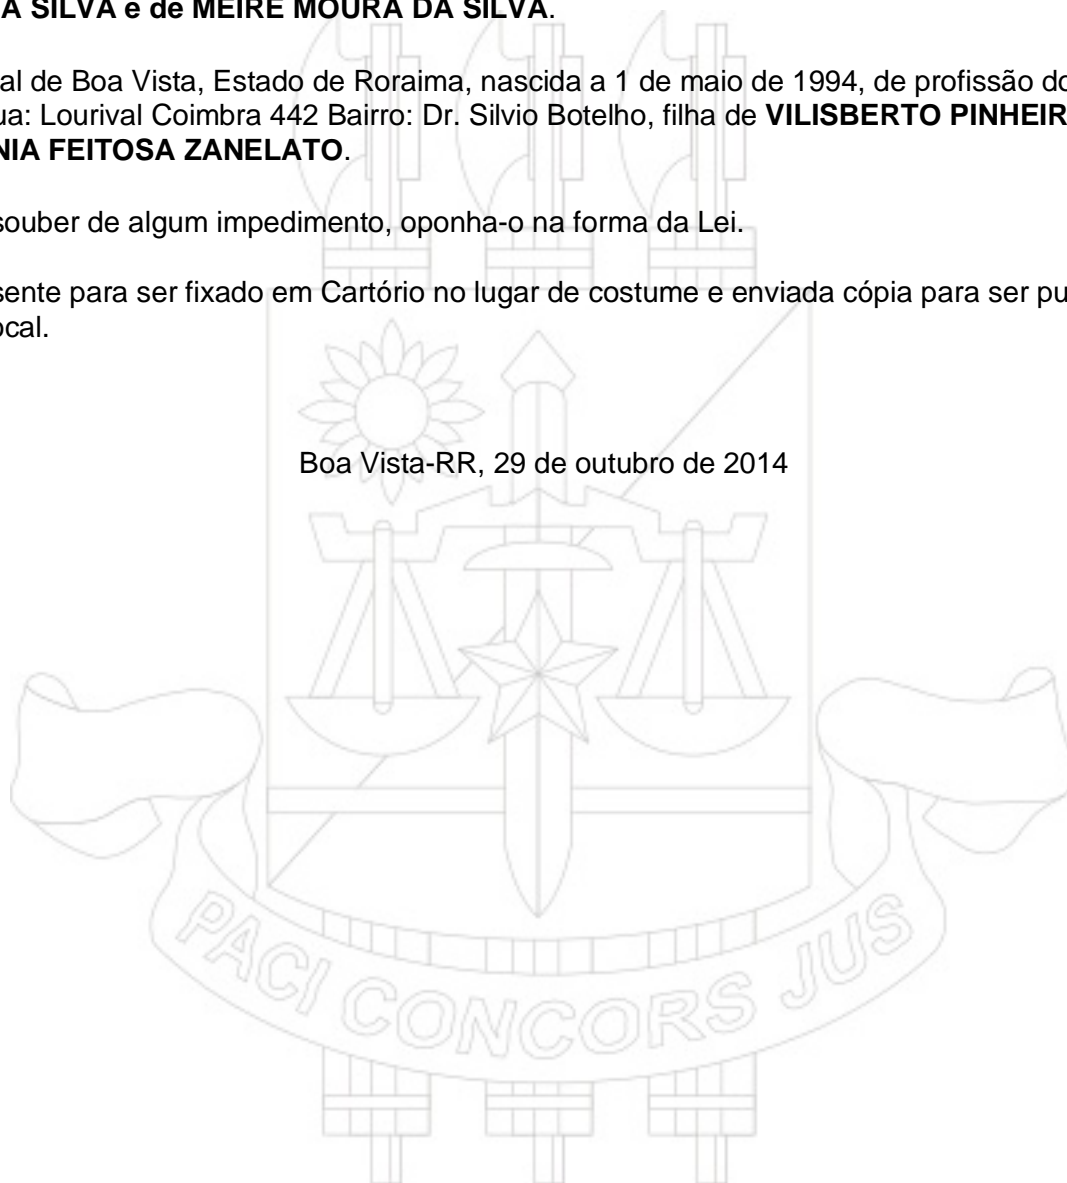 A SILVA e de MEIRE MOURA DA SILVA.
al de Boa Vista, Estado de Roraima, nascida a 1 de maio de 1994, de profissão do
ua: Lourival Coimbra 442 Bairro: Dr. Silvio Botelho, filha de VILISBERTO PINHEIR
NIA FEITOSA ZANELATO.
souber de algum impedimento, oponha-o na forma da Lei.
sente para ser fixado em Cartório no lugar de costume e enviada cópia para ser pu
ocal.
Boa Vista-RR, 29 de outubro de 2014
PACI CONCORS JUS